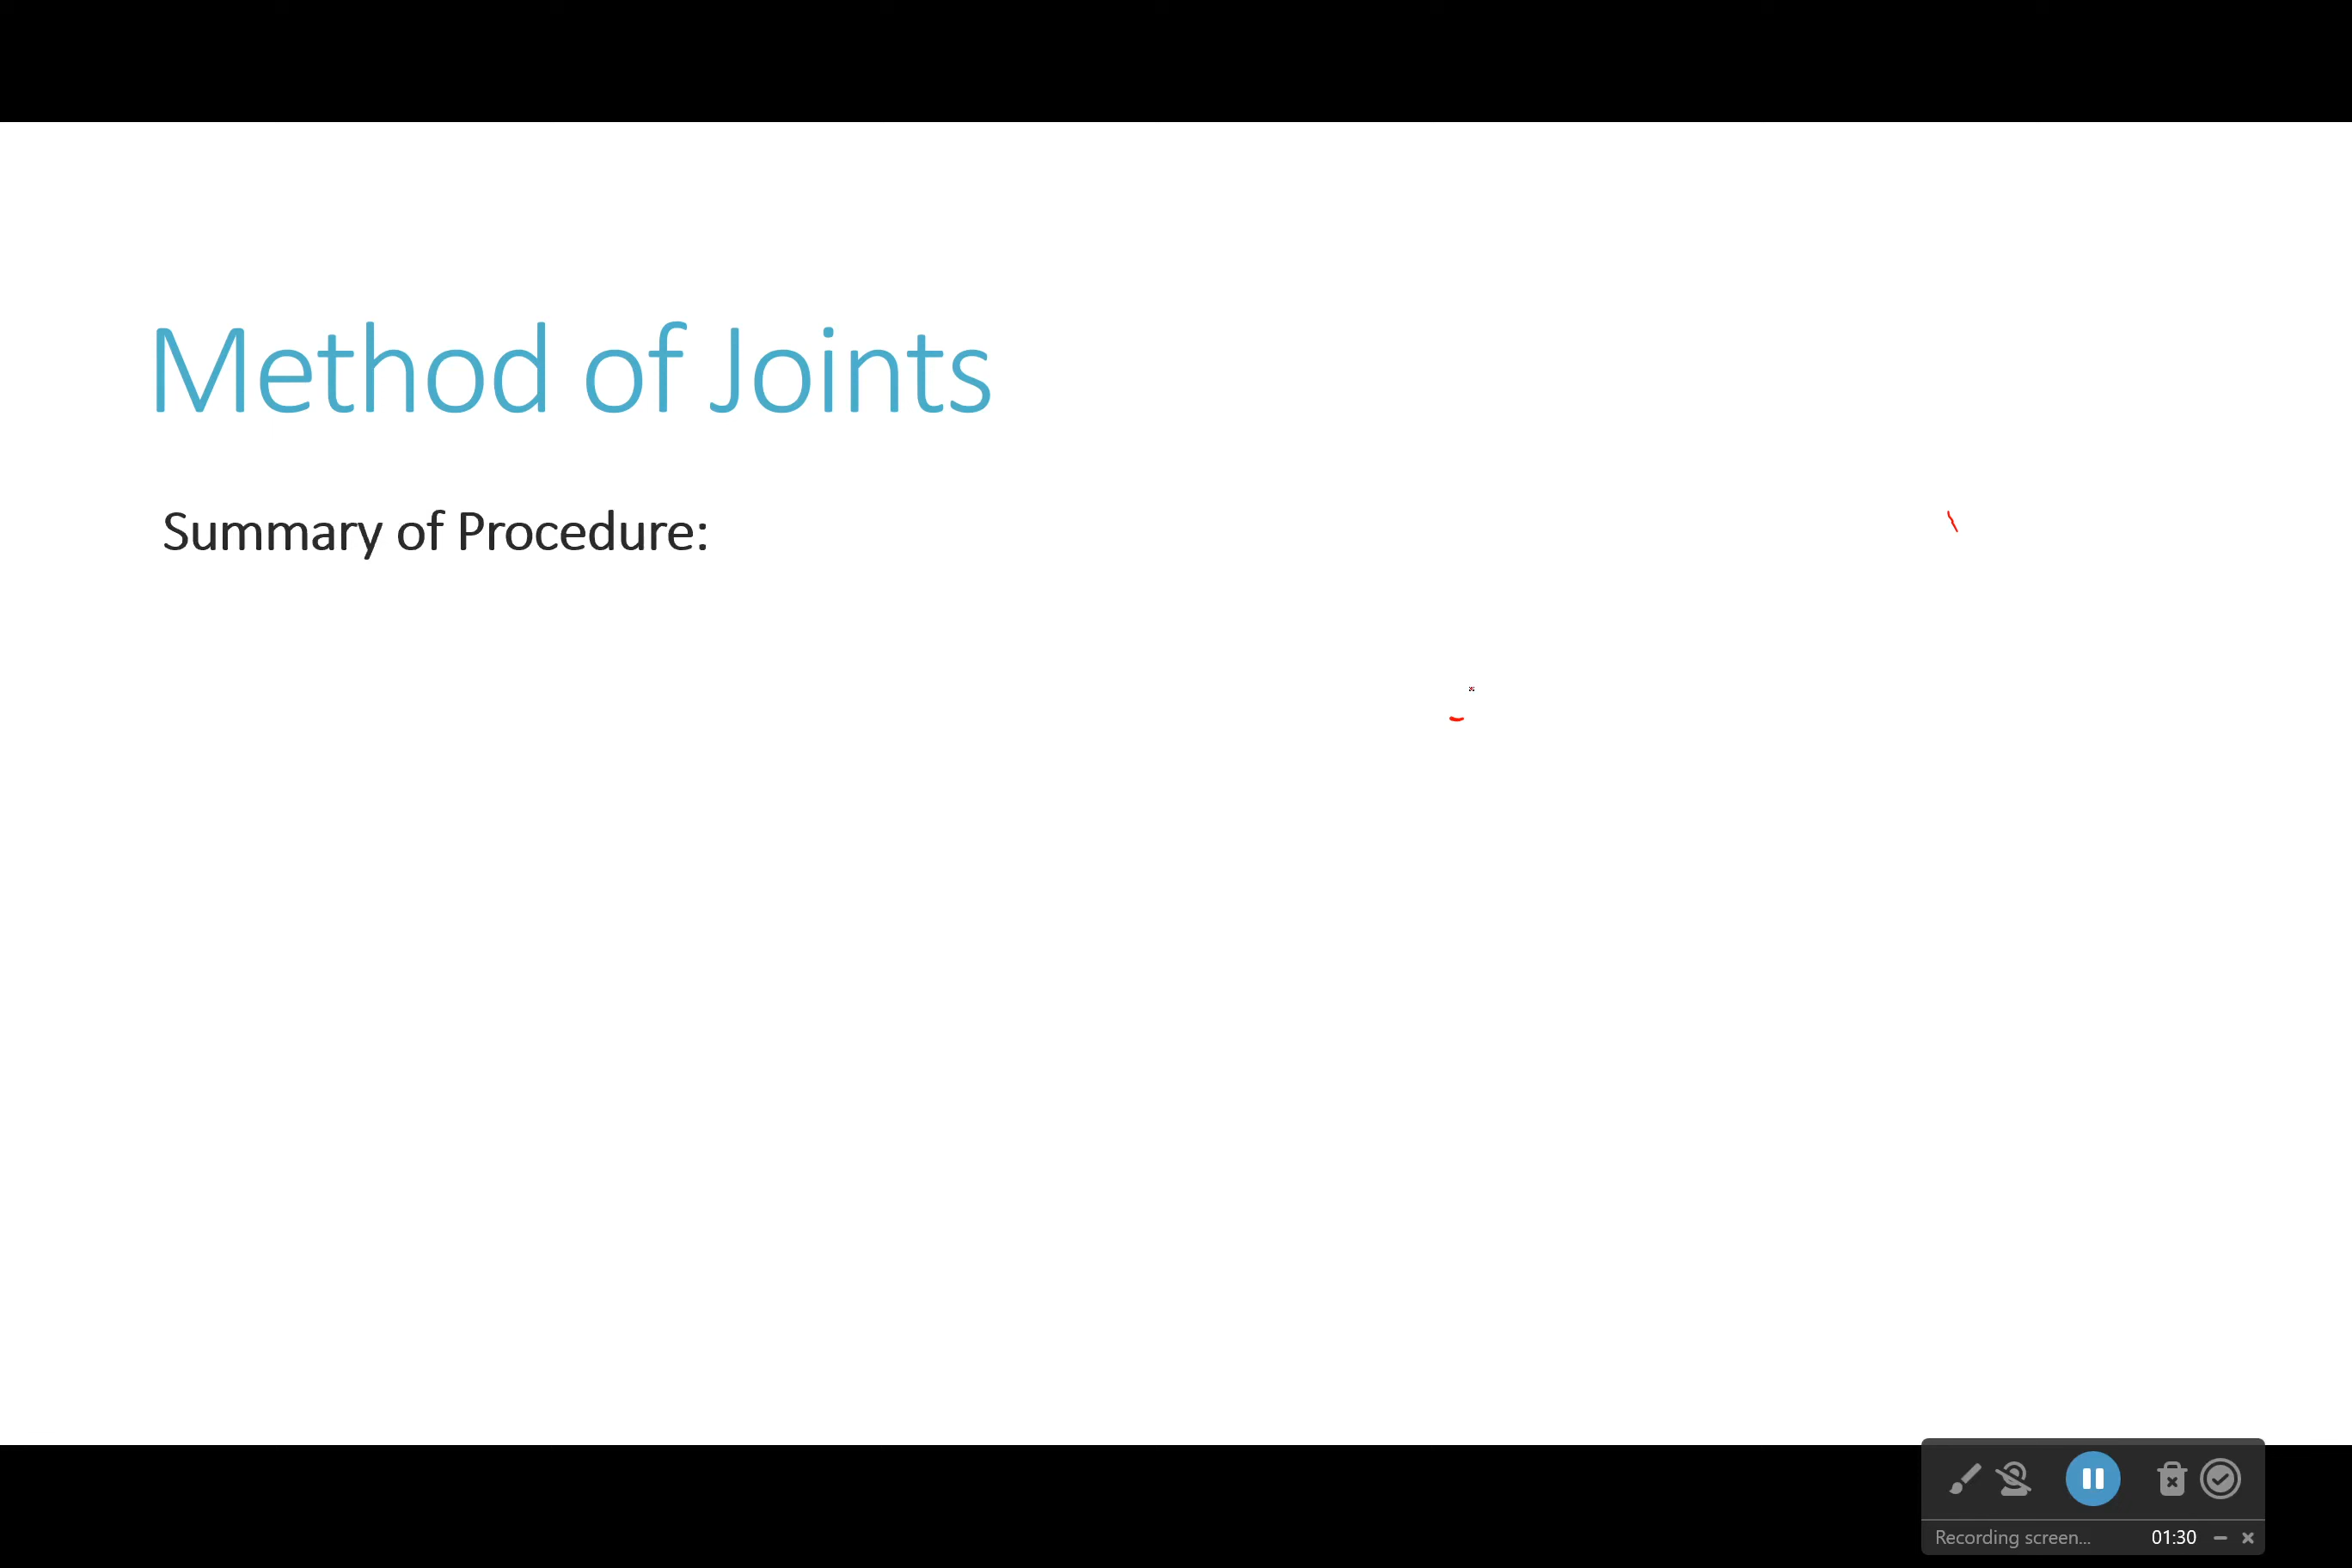 Method of Joints
Summary of Procedure:
Recording screen... 01:30